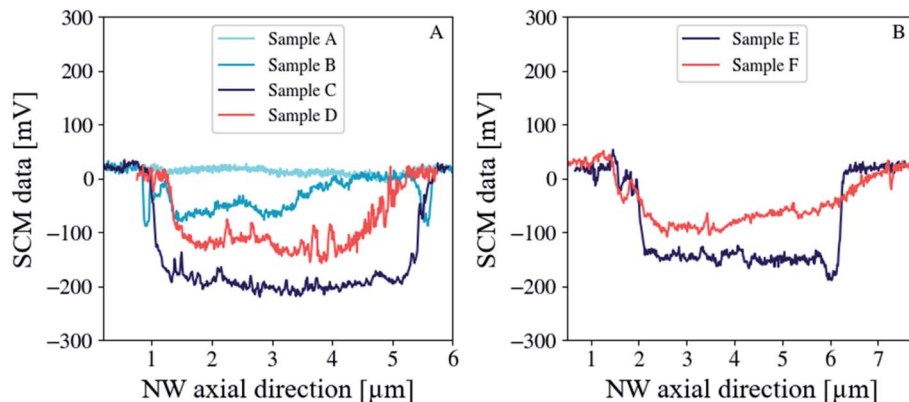 A
Sample A
Sample B
Sample C
Sample D
300
200
100
0
−100
−200
−300
SCM data [mV]
1 2 3 4 5 6
NW axial direction [µm]
B
Sample E
Sample F
300
200
100
0
−100
−200
−300
SCM data [mV]
1 2 3 4 5 6 7
NW axial direction [µm]